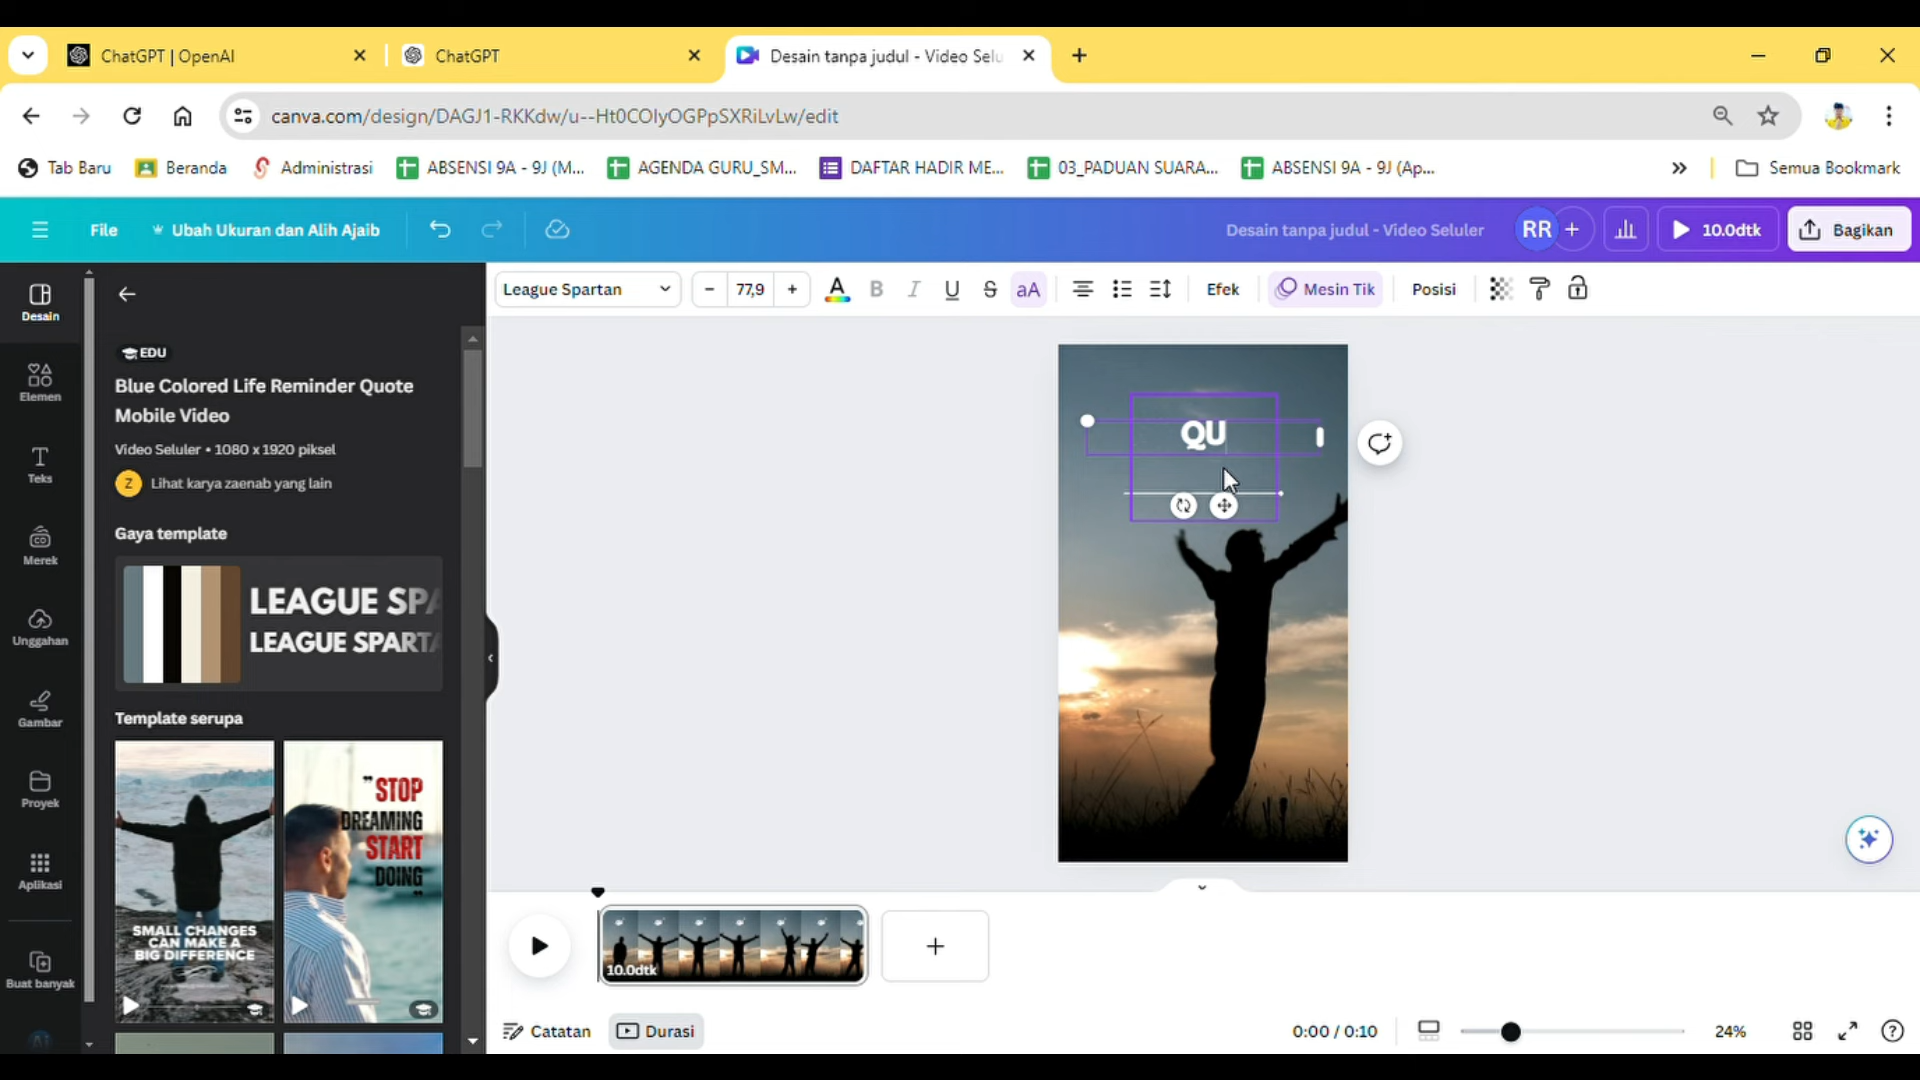 ChatGPT | OpenAI
ChatGPT
Desain tanpa judul - Video Selu
canva.com/design/DAGJ1-RKKdw/u--Ht0COIyOGPpSXRiLvLw/edit
Tab Baru
Beranda
Administrasi
ABSENSI 9A - 9J (M...
AGENDA GURU_SM...
DAFTAR HADIR ME...
03_PADUAN SUARA...
ABSENSI 9A - 9J (Ap...
Semua Bookmark
File
Ubah Ukuran dan Alih Ajaib
Desain tanpa judul - Video Seluler
RR
10.0dtk
Bagikan
League Spartan
77,9
aA
Efek
Mesin Tik
Posisi
Desain
Elemen
Teks
Merek
Unggahan
Gambar
Proyek
Aplikasi
Buat banyak
EDU
Blue Colored Life Reminder Quote
Mobile Video
Video Seluler • 1080 x 1920 piksel
Z
Lihat karya zaenab yang lain
Gaya template
LEAGUE SPA
LEAGUE SPARTA
Template serupa
SMALL CHANGES
CAN MAKE A
BIG DIFFERENCE
"STOP
DREAMING
START
DOING
"
QU
10.0dtk
Catatan
Durasi
0:00 / 0:10
24%